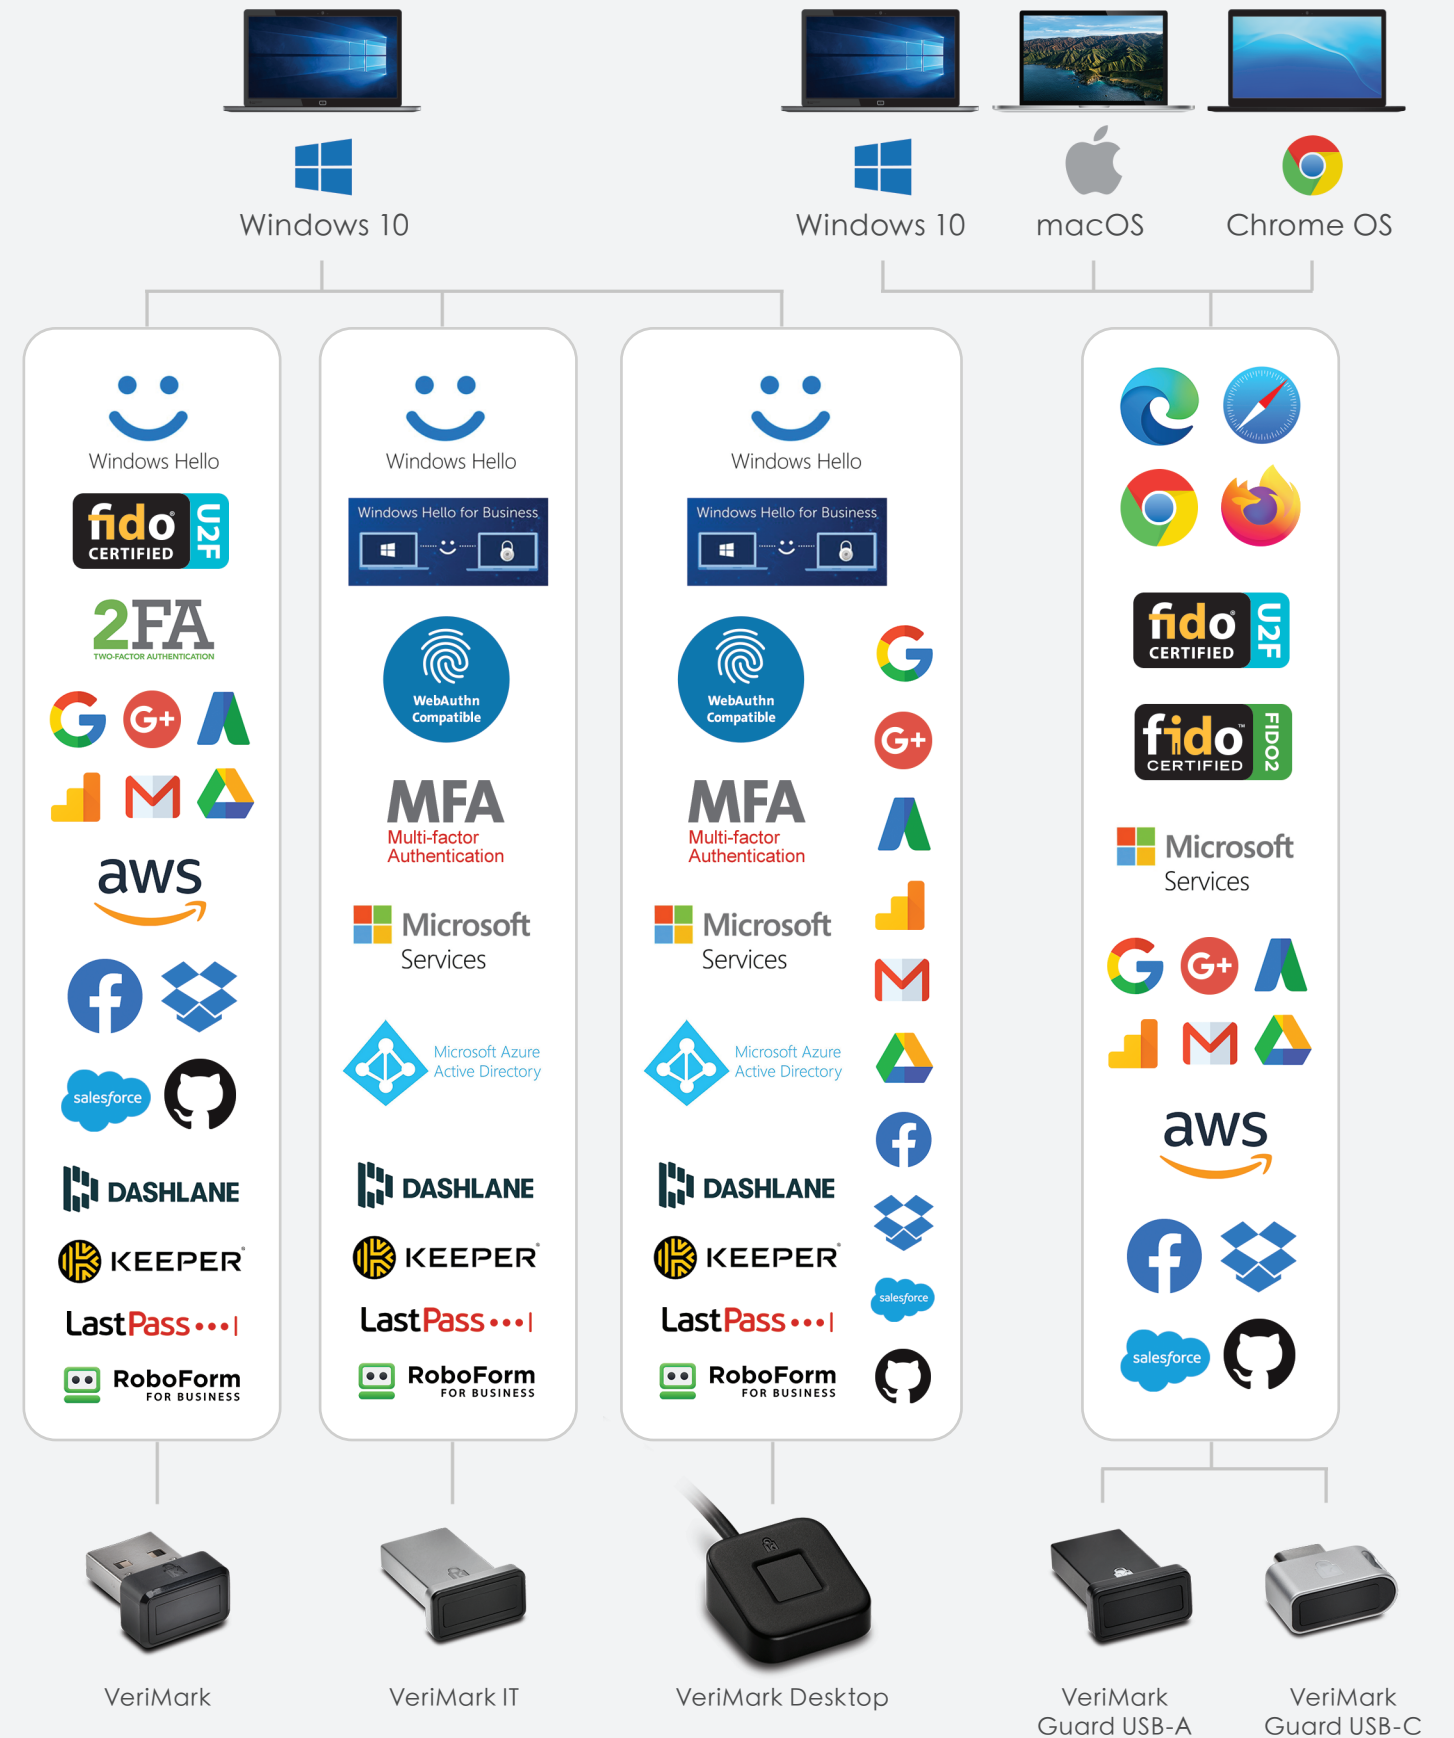 Windows 10
Windows 10
macOS
Chrome OS
Windows Hello
fido
CERTIFIED
U2F
2FA
TWO-FACTOR AUTHENTICATION
G+
aws
salesforce
DASHLANE
KEEPER
LastPass
RoboForm
FOR BUSINESS
VeriMark
Windows Hello
Windows Hello for Business
WebAuthn
Compatible
MFA
Multi-factor
Authentication
Microsoft
Services
Microsoft Azure
Active Directory
DASHLANE
KEEPER
LastPass
RoboForm
FOR BUSINESS
VeriMark IT
Windows Hello
Windows Hello for Business
WebAuthn
Compatible
MFA
Multi-factor
Authentication
Microsoft
Services
Microsoft Azure
Active Directory
DASHLANE
KEEPER
LastPass
RoboForm
FOR BUSINESS
G+
salesforce
VeriMark Desktop
fido
CERTIFIED
U2F
fido™
CERTIFIED
FIDO2
Microsoft
Services
G+
aws
salesforce
VeriMark
Guard USB-A
VeriMark
Guard USB-C